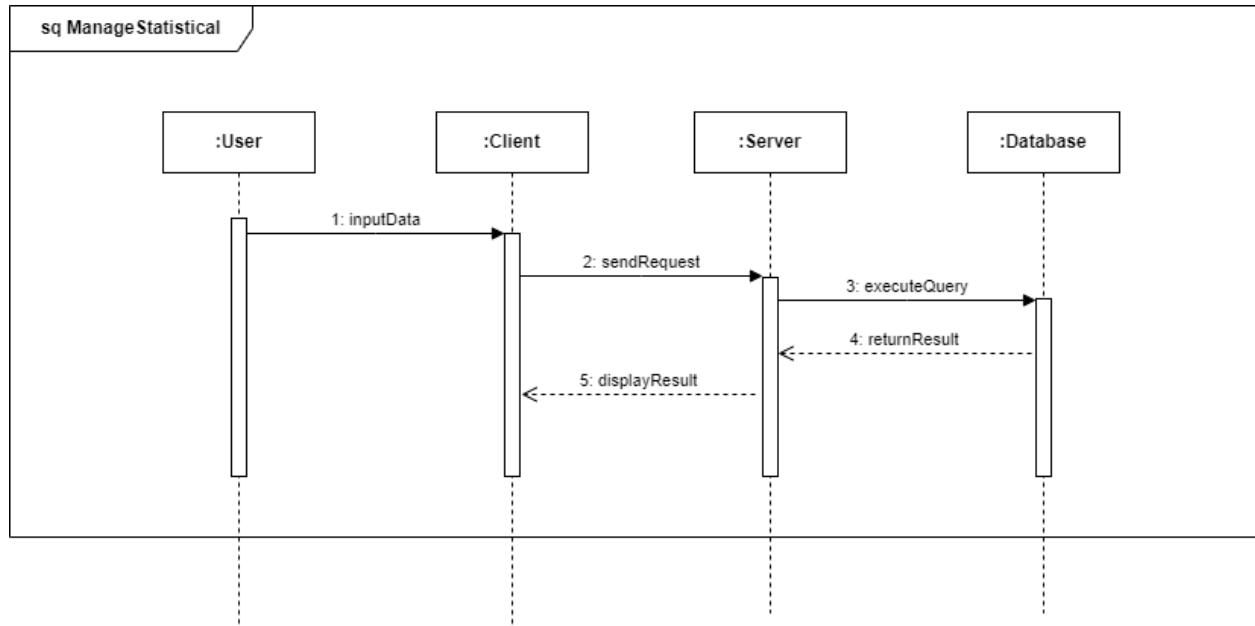 sq ManageStatistical
:User
:Client
:Server
:Database
1: inputData
2: sendRequest
3: executeQuery
4: returnResult
5: displayResult